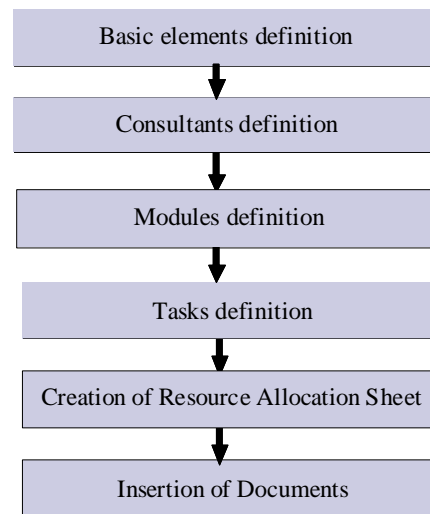 Basic elements definition
Consultants definition
Modules definition
Tasks definition
Creation of Resource Allocation Sheet
Insertion of Documents